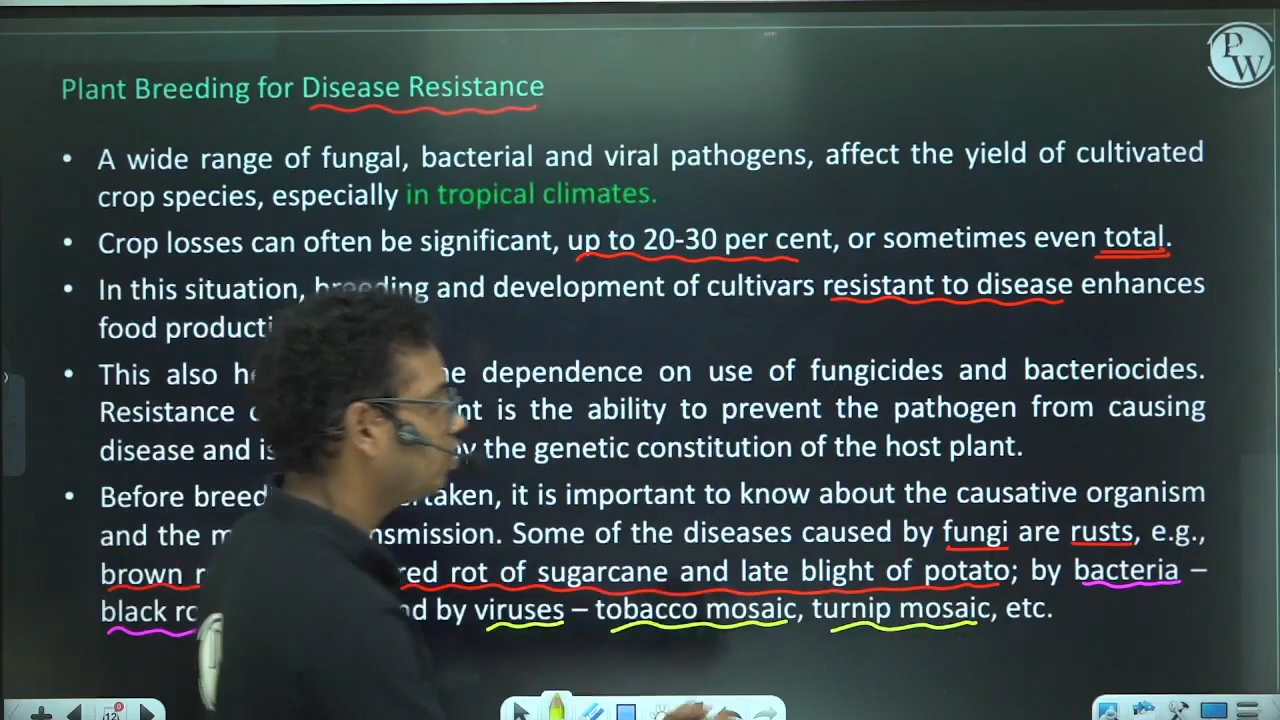 PW
Plant Breeding for Disease Resistance
• A wide range of fungal, bacterial and viral pathogens, affect the yield of cultivated
crop species, especially in tropical climates.
• Crop losses can often be significant, up to 20-30 per cent, or sometimes even total.
• In this situation, breeding and development of cultivars resistant to disease enhances
food
• This also the dependence on use of fungicides and bacteriocides.
Resistance is the ability to prevent the pathogen from causing
disease and by the genetic constitution of the host plant.
• Before it is important to know about the causative organism
and the Some of the diseases caused by fungi are rusts, e.g.,
brown red rot of sugarcane and late blight of potato; by bacteria –
black and by viruses – tobacco mosaic, turnip mosaic, etc.